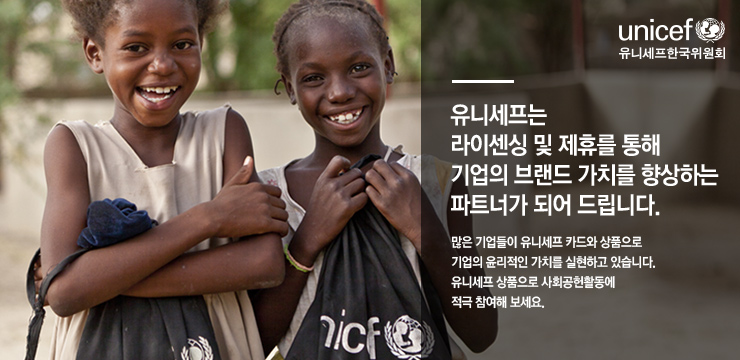 unicef
유니세프한국위원회
유니세프는
라이센싱 및 제휴를 통해
기업의 브랜드 가치를 향상하는
파트너가 되어 드립니다.
많은 기업들이 유니세프 카드와 상품으로
기업의 윤리적인 가치를 실현하고 있습니다.
유니세프 상품으로 사회공헌활동에
적극 참여해 보세요.
nicef